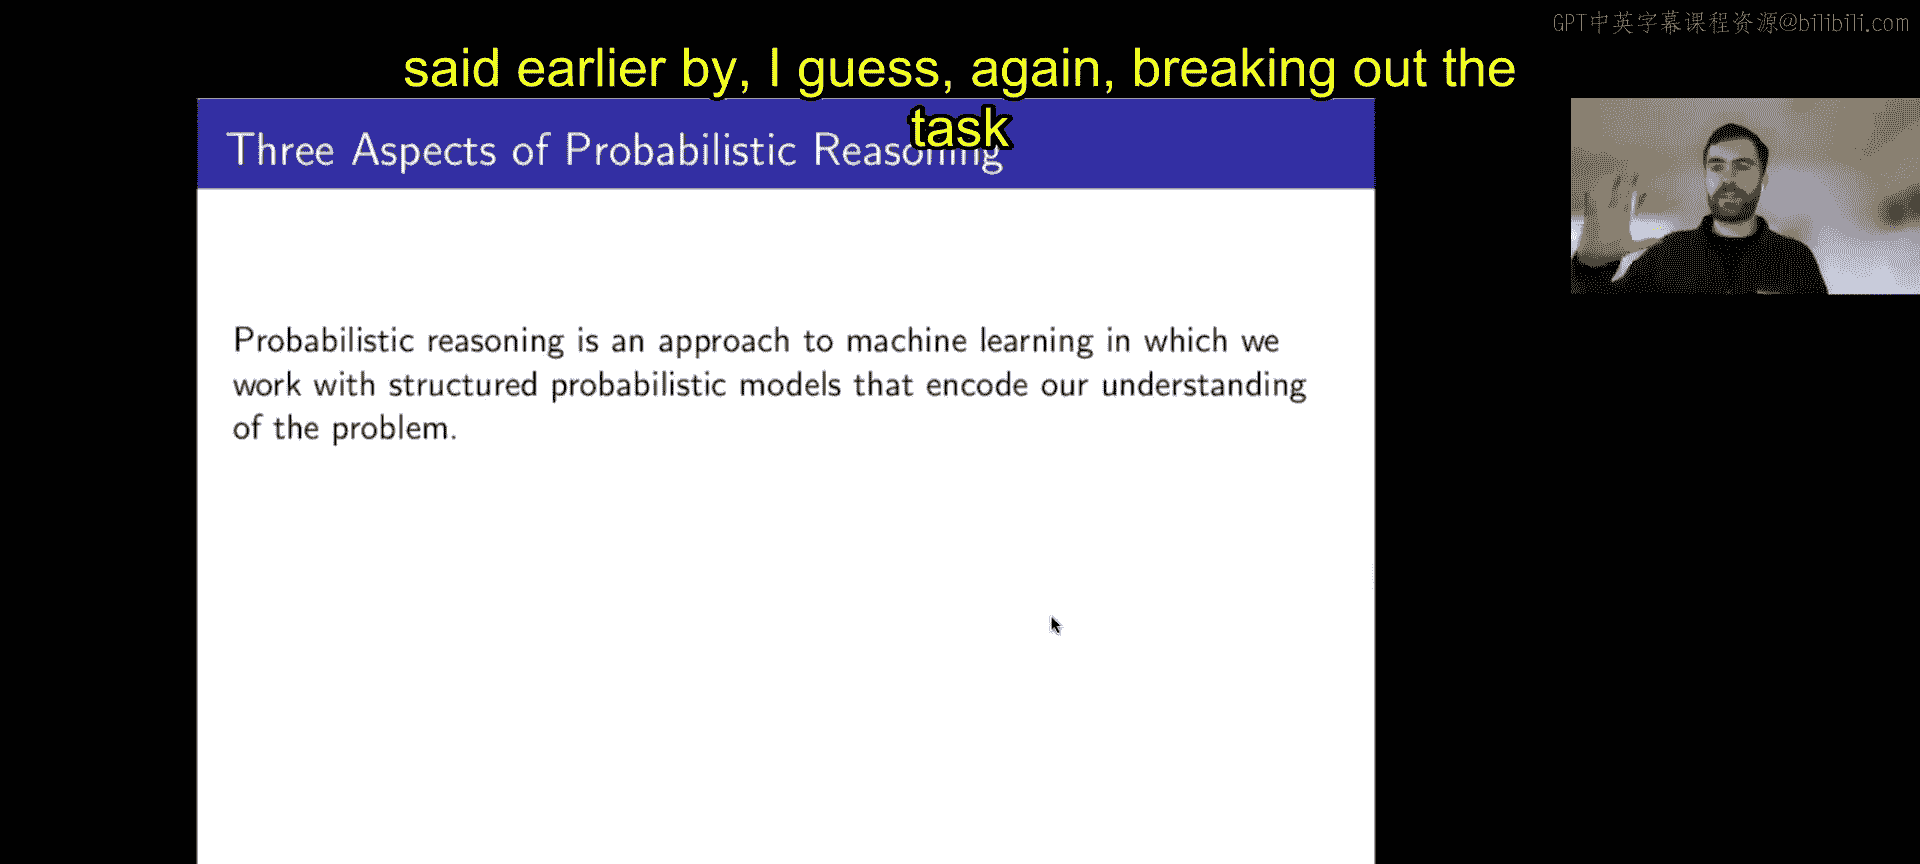 GPT中英字幕课程资源@bilibili.com
said earlier by, I guess, again, breaking out the
task
Three Aspects of Probabilistic Reasoning
Probabilistic reasoning is an approach to machine learning in which we
work with structured probabilistic models that encode our understanding
of the problem.